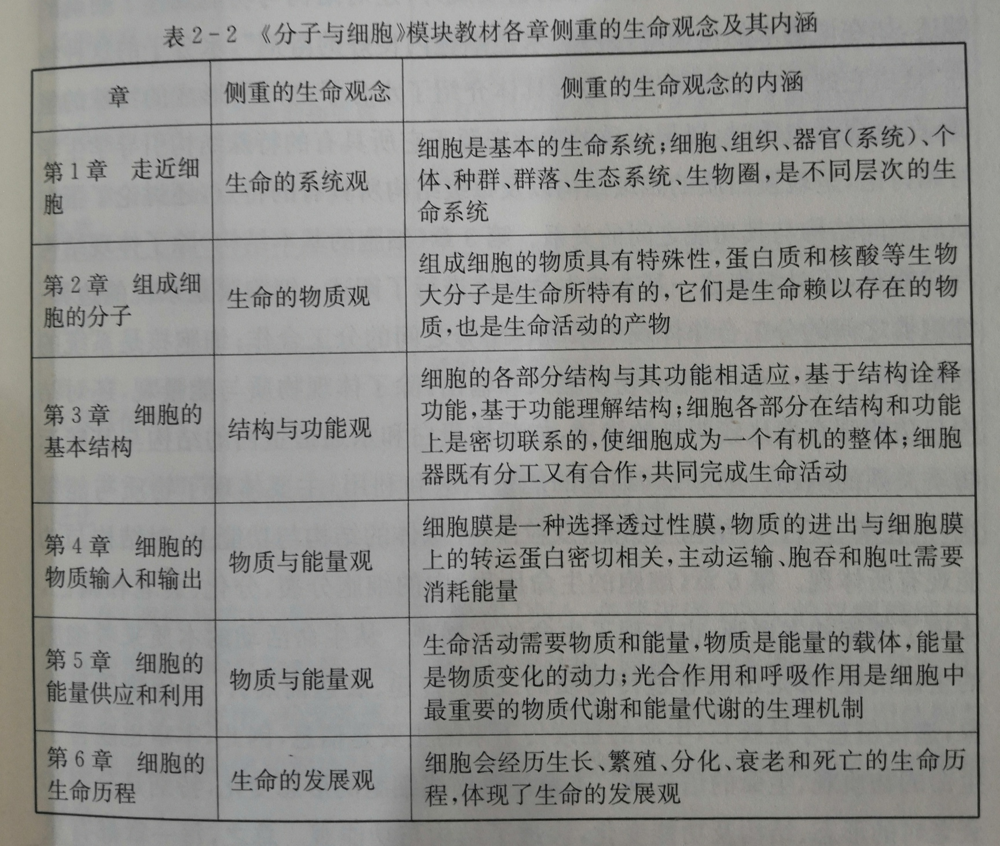 表2-2 《分子与细胞》模块教材各章侧重的生命观念及其内涵
章
侧重的生命观念
侧重的生命观念的内涵
第1章 走近细
胞
生命的系统观
细胞是基本的生命系统;细胞、组织、器官(系统)、个
体、种群、群落、生态系统、生物圈,是不同层次的生
命系统
第2章 组成细
胞的分子
生命的物质观
组成细胞的物质具有特殊性,蛋白质和核酸等生物
大分子是生命所特有的,它们是生命赖以存在的物
质,也是生命活动的产物
第3章 细胞的
基本结构
结构与功能观
细胞的各部分结构与其功能相适应,基于结构诠释
功能,基于功能理解结构;细胞各部分在结构和功能
上是密切联系的,使细胞成为一个有机的整体;细胞
器既有分工又有合作,共同完成生命活动
第4章 细胞的
物质输入和输出
物质与能量观
细胞膜是一种选择透过性膜,物质的进出与细胞膜
上的转运蛋白密切相关,主动运输、胞吞和胞吐需要
消耗能量
第5章 细胞的
能量供应和利用
物质与能量观
生命活动需要物质和能量,物质是能量的载体,能量
是物质变化的动力;光合作用和呼吸作用是细胞中
最重要的物质代谢和能量代谢的生理机制
第6章 细胞的
生命历程
生命的发展观
细胞会经历生长、繁殖、分化、衰老和死亡的生命历
程,体现了生命的发展观